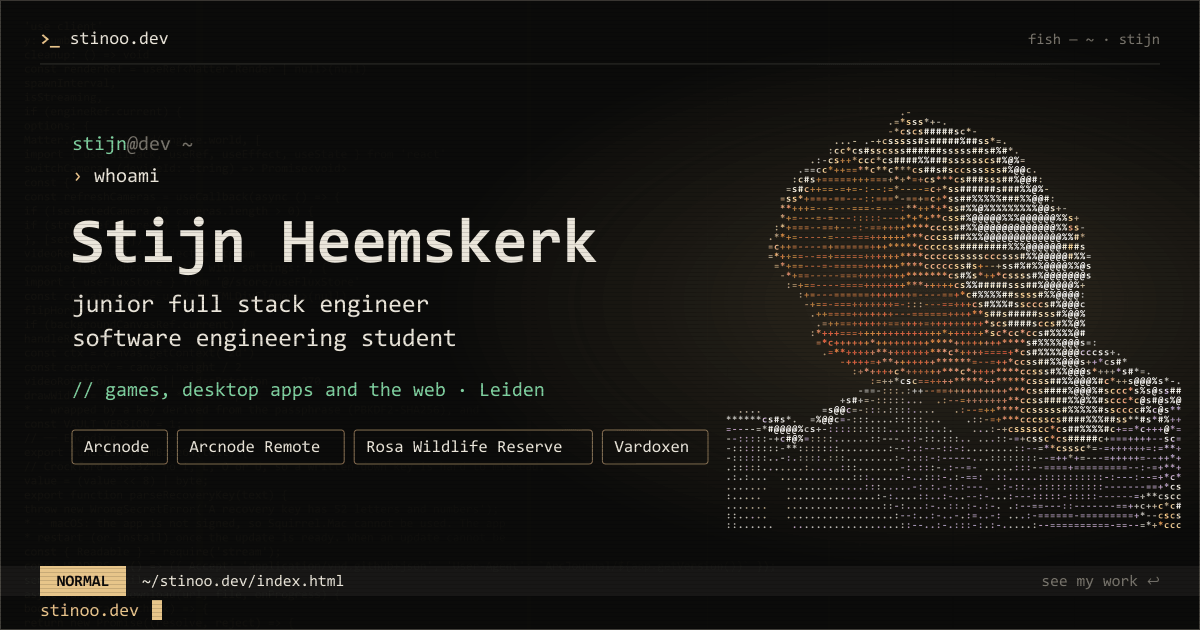 >_ stinoo.dev
fish — ~ · stijn
stijn@dev ~
› whoami
Stijn Heemskerk
junior full stack engineer
software engineering student
// games, desktop apps and the web · Leiden
Arcnode
Arcnode Remote
Rosa Wildlife Reserve
Vardoxen
NORMAL ~/stinoo.dev/index.html
see my work ↩
stinoo.dev